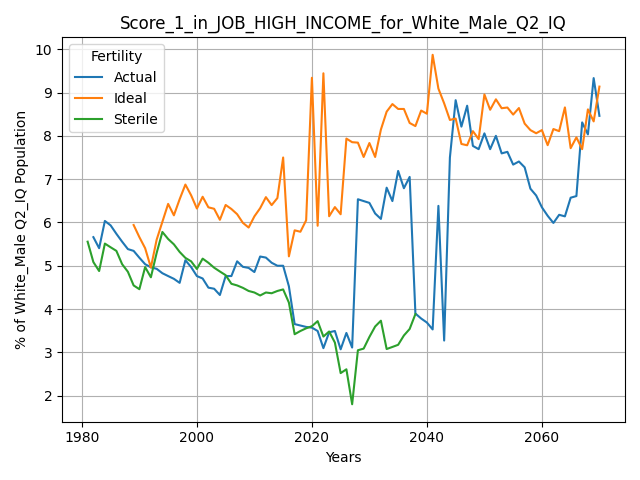 Score_1_in_JOB_HIGH_INCOME_for_White_Male_Q2_IQ
Fertility
Actual
Ideal
Sterile
% of White_Male Q2_IQ Population
10
9
8
7
6
5
4
3
2
1980
2000
2020
2040
2060
Years